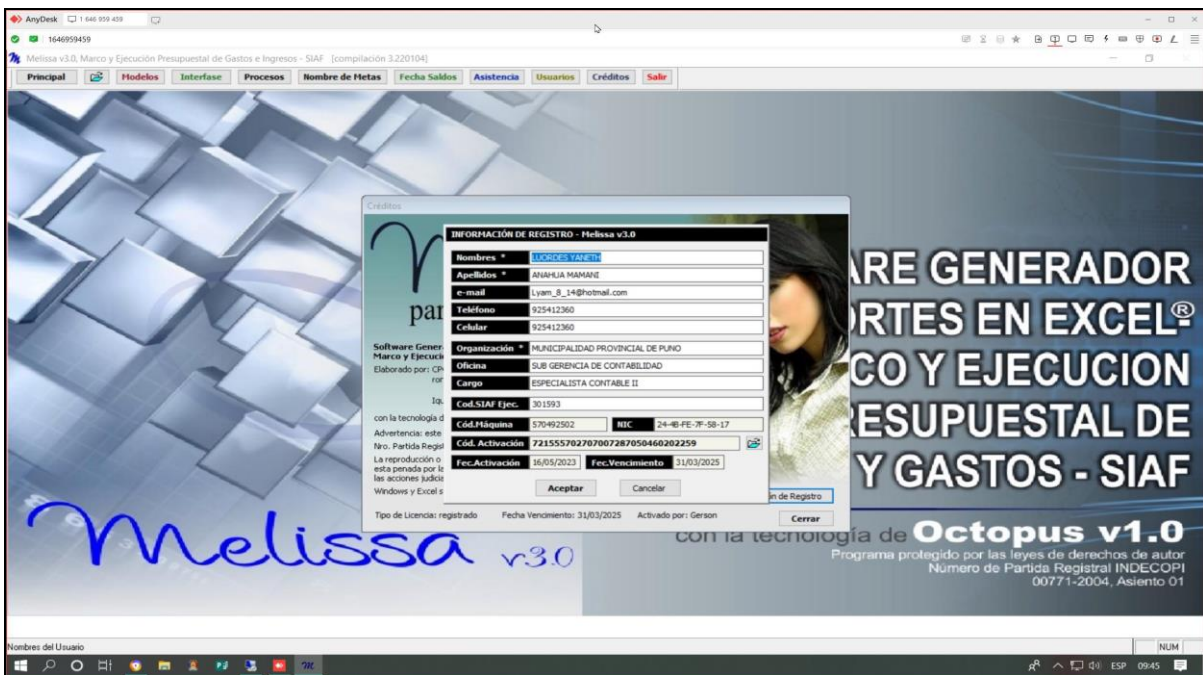 AnyDesk 1 646 959 459
1646959459
Melissa v3.0, Marco y Ejecución Presupuestal de Gastos e Ingresos - SIAF [compilación 3.220104]
Principal Modelos Interfase Procesos Nombre de Metas Fecha Saldos Asistencia Usuarios Créditos Salir
Créditos
INFORMACIÓN DE REGISTRO - Melissa v3.0
Nombres * LUORDES YANETH
Apellidos * ANAHUA MAMANI
e-mail Lyam_8_14@hotmail.com
Teléfono 925412360
Celular 925412360
Organización * MUNICIPALIDAD PROVINCIAL DE PUNO
Oficina SUB GERENCIA DE CONTABILIDAD
Cargo ESPECIALISTA CONTABLE II
Cod.SIAF Ejec. 301593
Cód.Máquina 570492502 NIC 24-4B-FE-7F-58-17
Cód. Activación 721555702707007287050460202259
Fec.Activación 16/05/2023 Fec.Vencimiento 31/03/2025
Aceptar Cancelar
par
Software Gener
Marco y Ejecuci
Elaborado por: CP
ror
Iq
con la tecnología d
Advertencia: este
Nro. Partida Regist
La reproducción o
esta penada por la
las acciones judicia
Windows y Excel s
ón de Registro
Tipo de Licencia: registrado Fecha Vencimiento: 31/03/2025 Activado por: Gerson
Cerrar
ARE GENERADOR
ORTES EN EXCEL®
CO Y EJECUCION
RESUPUESTAL DE
Y GASTOS - SIAF
Melissa v3.0
con la tecnología de Octopus v1.0
Programa protegido por las leyes de derechos de autor
Número de Partida Registral INDECOPI
00771-2004, Asiento 01
Nombres del Usuario
NUM
ESP 09:45